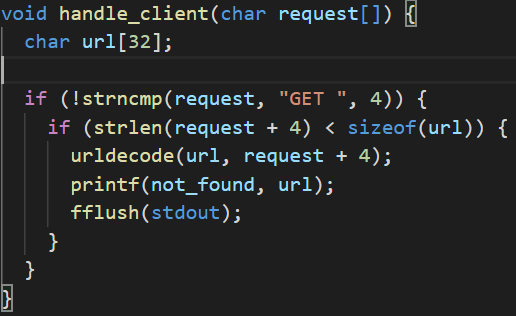 void handle_client(char request[]) {
  char url[32];

  if (!strncmp(request, "GET ", 4)) {
    if (strlen(request + 4) < sizeof(url)) {
      urldecode(url, request + 4);
      printf(not_found, url);
      fflush(stdout);
    }
  }
}